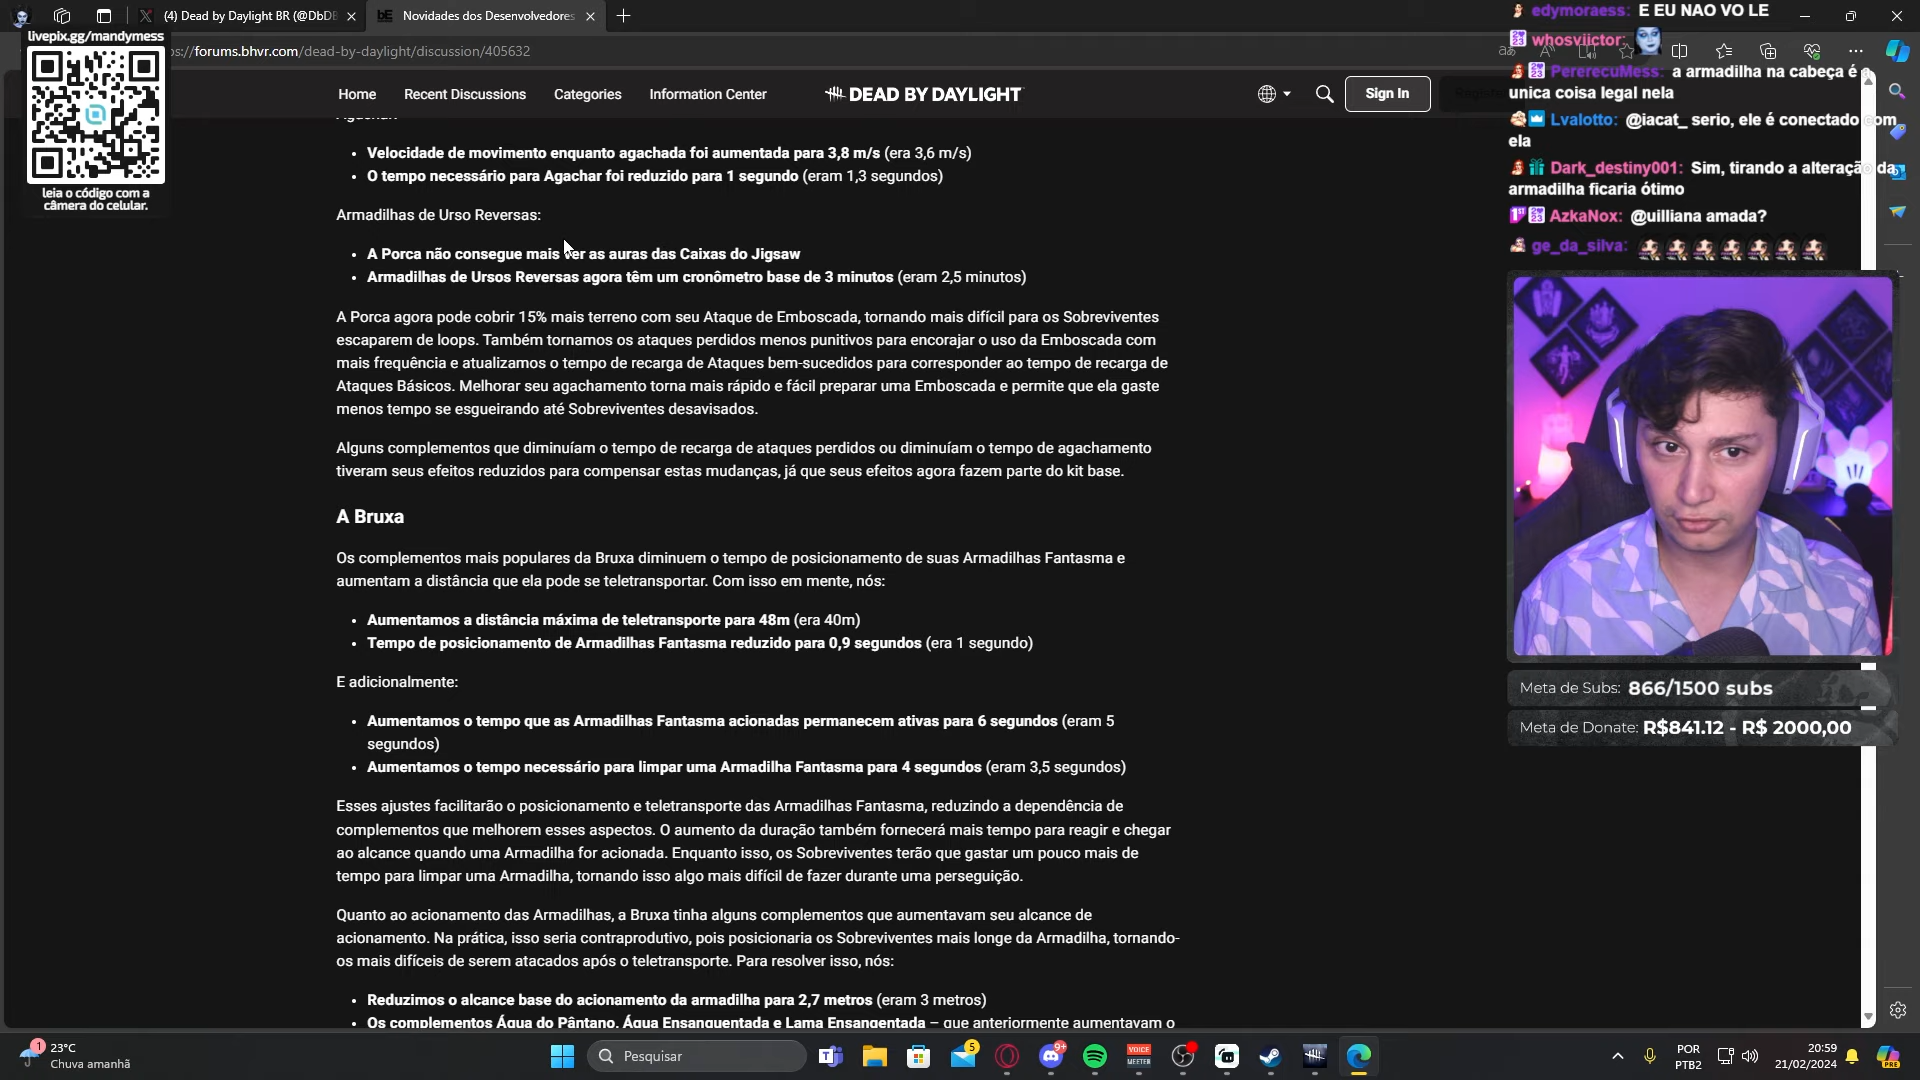 (4) Dead by Daylight BR (@DbDB
Novidades dos Desenvolvedores
livepix.gg/mandymess
s://forums.bhvr.com/dead-by-daylight/discussion/405632
leia o código com a
câmera do celular.
Home
Recent Discussions
Categories
Information Center
DEAD BY DAYLIGHT
Sign In
Velocidade de movimento enquanto agachada foi aumentada para 3,8 m/s (era 3,6 m/s)
O tempo necessário para Agachar foi reduzido para 1 segundo (eram 1,3 segundos)
Armadilhas de Urso Reversas:
A Porca não consegue mais ver as auras das Caixas do Jigsaw
Armadilhas de Ursos Reversas agora têm um cronômetro base de 3 minutos (eram 2,5 minutos)
A Porca agora pode cobrir 15% mais terreno com seu Ataque de Emboscada, tornando mais difícil para os Sobreviventes
escaparem de loops. Também tornamos os ataques perdidos menos punitivos para encorajar o uso da Emboscada com
mais frequência e atualizamos o tempo de recarga de Ataques bem-sucedidos para corresponder ao tempo de recarga de
Ataques Básicos. Melhorar seu agachamento torna mais rápido e fácil preparar uma Emboscada e permite que ela gaste
menos tempo se esgueirando até Sobreviventes desavisados.
Alguns complementos que diminuíam o tempo de recarga de ataques perdidos ou diminuíam o tempo de agachamento
tiveram seus efeitos reduzidos para compensar estas mudanças, já que seus efeitos agora fazem parte do kit base.
A Bruxa
Os complementos mais populares da Bruxa diminuem o tempo de posicionamento de suas Armadilhas Fantasma e
aumentam a distância que ela pode se teletransportar. Com isso em mente, nós:
Aumentamos a distância máxima de teletransporte para 48m (era 40m)
Tempo de posicionamento de Armadilhas Fantasma reduzido para 0,9 segundos (era 1 segundo)
E adicionalmente:
Aumentamos o tempo que as Armadilhas Fantasma acionadas permanecem ativas para 6 segundos (eram 5
segundos)
Aumentamos o tempo necessário para limpar uma Armadilha Fantasma para 4 segundos (eram 3,5 segundos)
Esses ajustes facilitarão o posicionamento e teletransporte das Armadilhas Fantasma, reduzindo a dependência de
complementos que melhorem esses aspectos. O aumento da duração também fornecerá mais tempo para reagir e chegar
ao alcance quando uma Armadilha for acionada. Enquanto isso, os Sobreviventes terão que gastar um pouco mais de
tempo para limpar uma Armadilha, tornando isso algo mais difícil de fazer durante uma perseguição.
Quanto ao acionamento das Armadilhas, a Bruxa tinha alguns complementos que aumentavam seu alcance de
acionamento. Na prática, isso seria contraprodutivo, pois posicionaria os Sobreviventes mais longe da Armadilha, tornando-
os mais difíceis de serem atacados após o teletransporte. Para resolver isso, nós:
Reduzimos o alcance base do acionamento da armadilha para 2,7 metros (eram 3 metros)
Os complementos Água do Pântano, Água Ensanguentada e Lama Ensangentada – que anteriormente aumentavam o
edymoraess: E EU NAO VO LE
whosviictor:
PererecuMess: a armadilha na cabeça é a
unica coisa legal nela
Lvalotto: @iacat_ serio, ele é conectado com
ela
Dark_destiny001: Sim, tirando a alteração da
armadilha ficaria ótimo
AzkaNox: @uilliana amada?
ge_da_silva:
Meta de Subs: 866/1500 subs
Meta de Donate: R$841.12 - R$ 2000,00
1
23°C
Chuva amanhã
Pesquisar
5
9+
VOICE
MEETER
POR
PTB2
20:59
21/02/2024
PRE